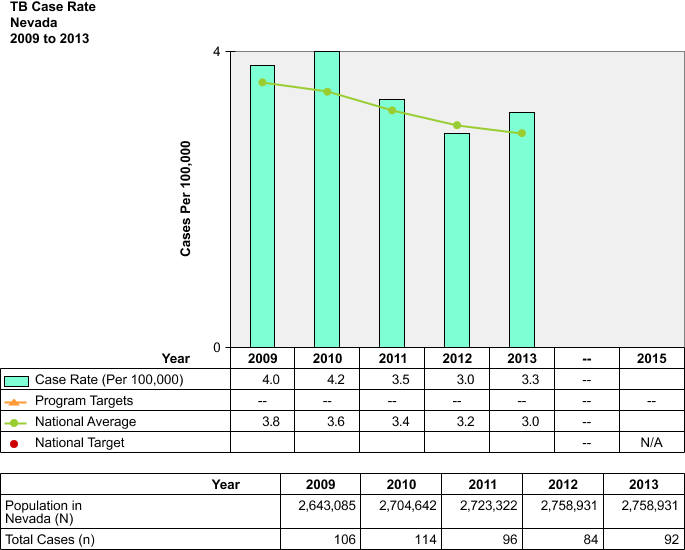 TB Case Rate
Nevada
2009 to 2013
4
Cases Per 100,000
0
Year 2009 2010 2011 2012 2013 -- 2015
Case Rate (Per 100,000) 4.0 4.2 3.5 3.0 3.3 --
Program Targets -- -- -- -- -- -- --
National Average 3.8 3.6 3.4 3.2 3.0 --
National Target -- N/A
Year 2009 2010 2011 2012 2013
Population in
Nevada (N) 2,643,085 2,704,642 2,723,322 2,758,931 2,758,931
Total Cases (n) 106 114 96 84 92